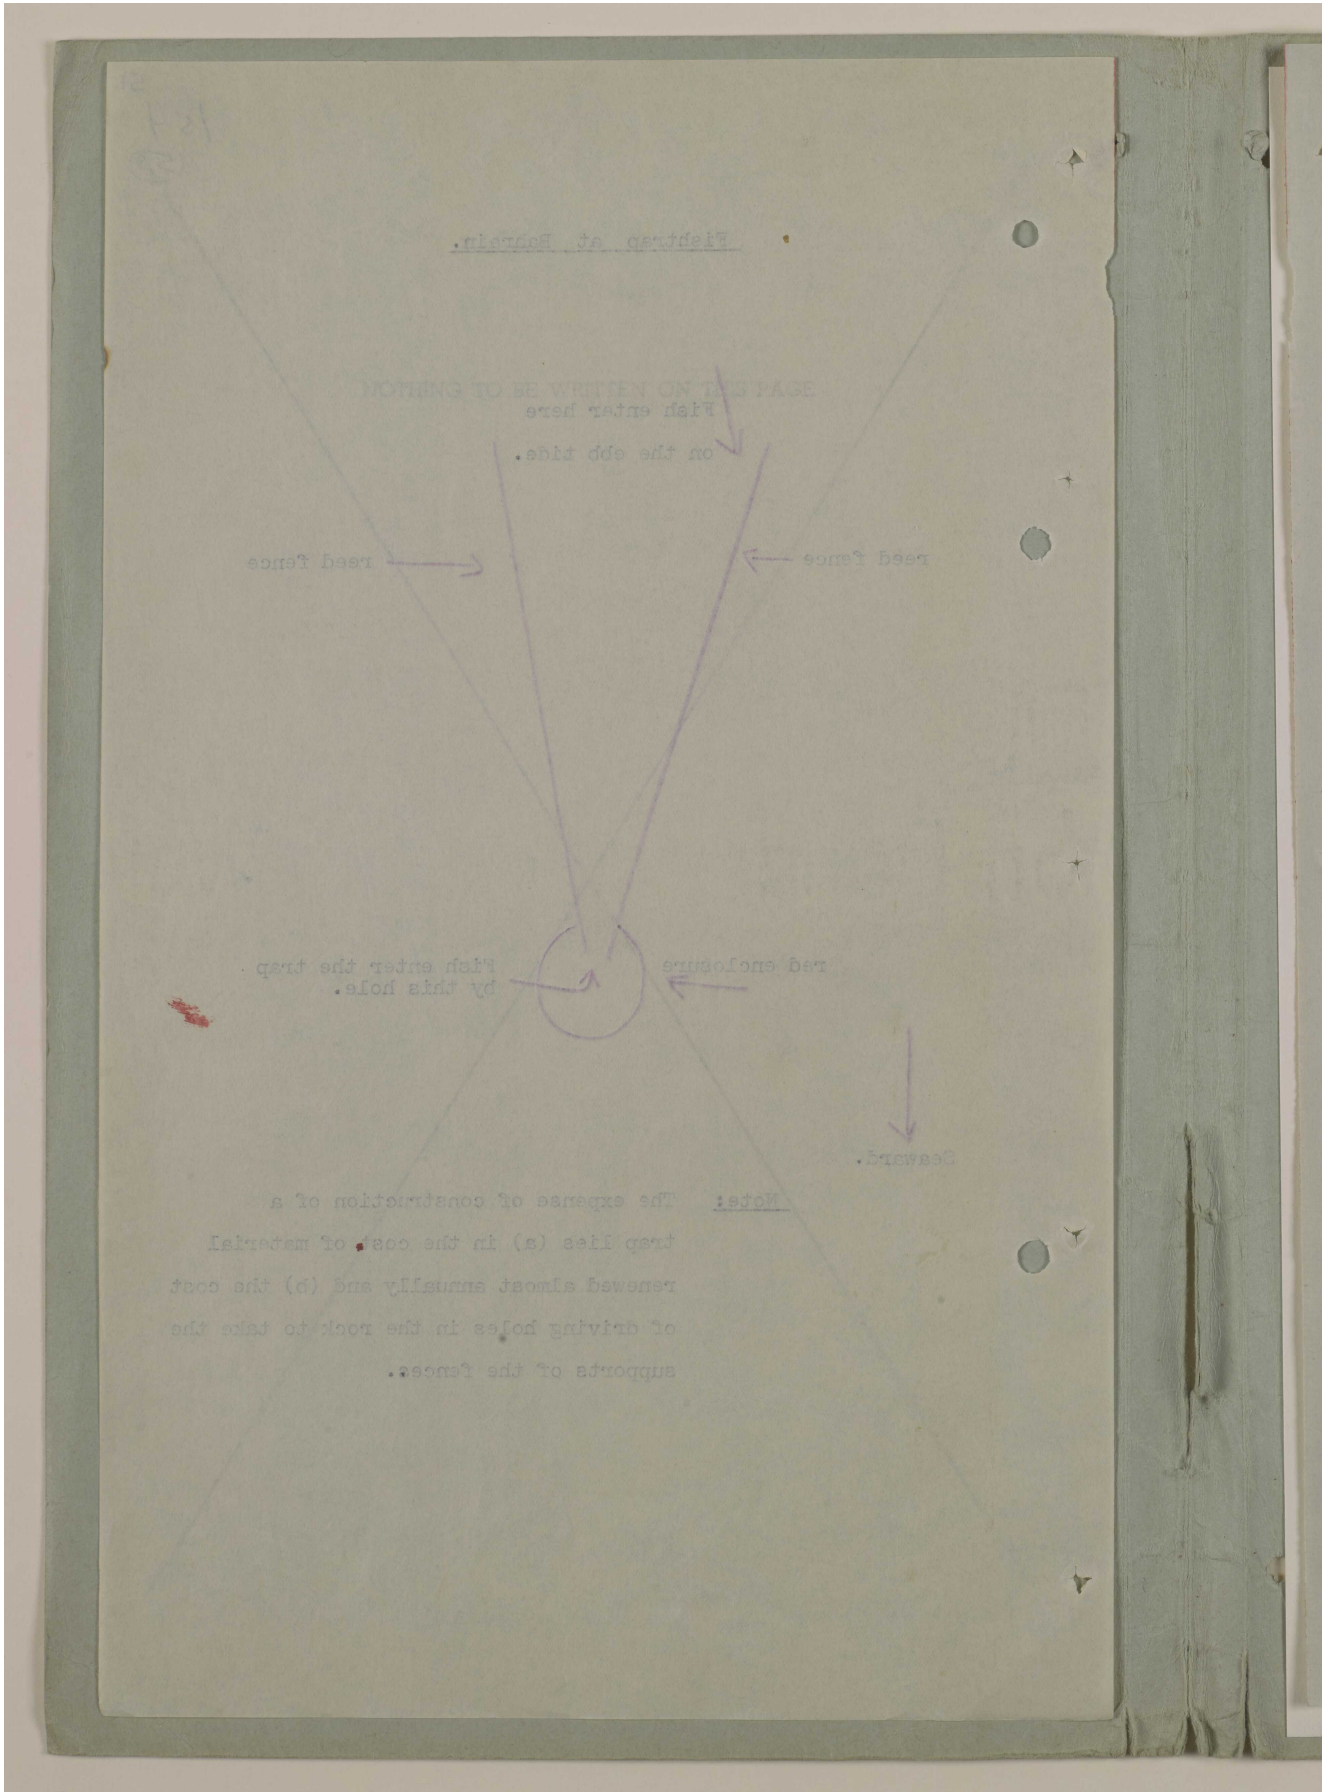 Fishtrap at Bahrain.
NOTHING TO BE WRITTEN ON THIS PAGE
Fish enter here
on the ebb tide.
reed fence
reed fence
red enclosure
Fish enter the trap
by this hole.
Seaward.
Note: The expense of construction of a
trap lies (a) in the cost of material
renewed almost annually and (b) the cost
of driving holes in the rock to take the
supports of the fences.